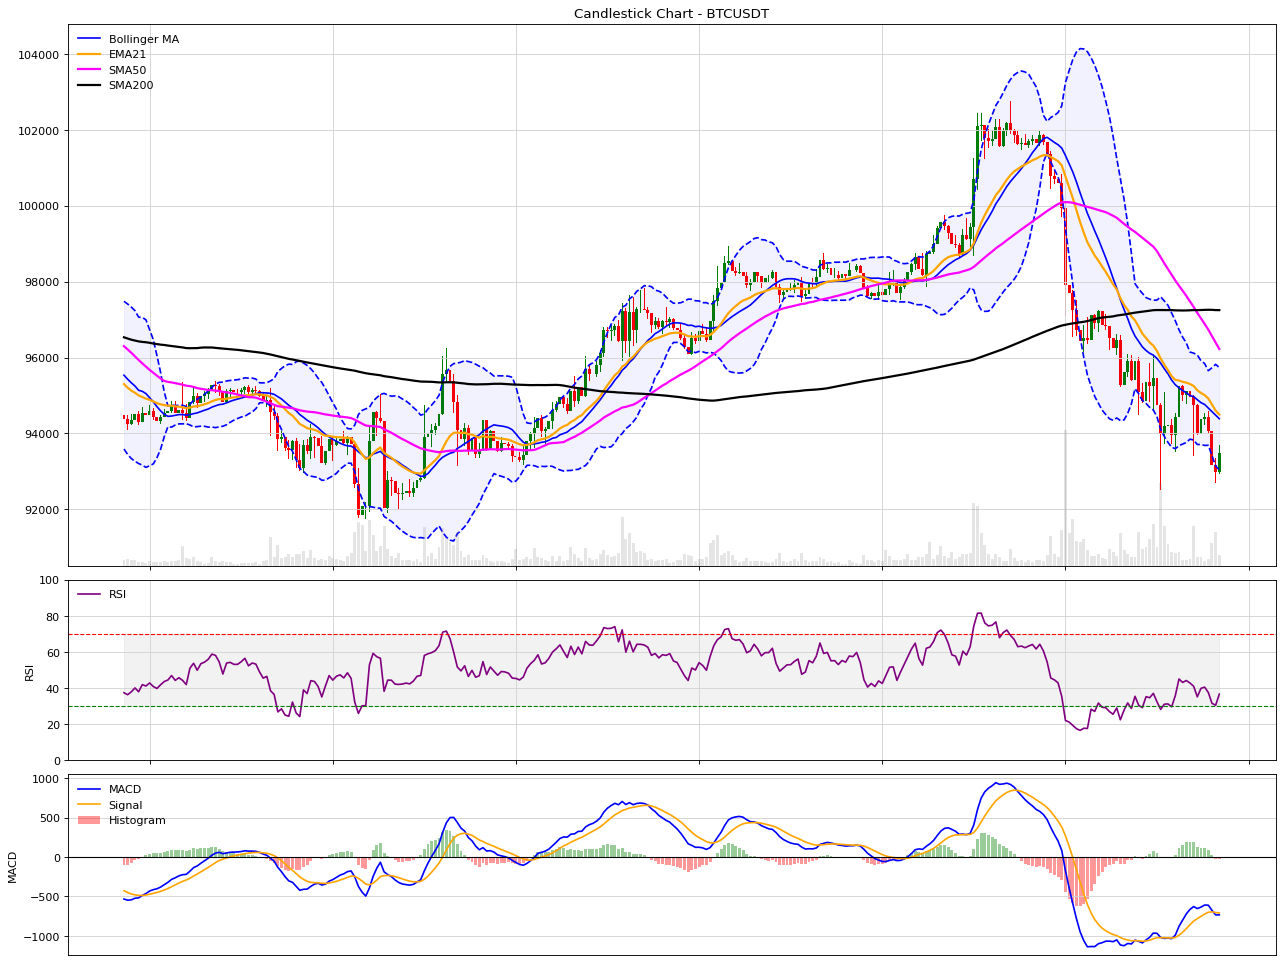 Candlestick Chart - BTCUSDT
Bollinger MA
EMA21
SMA50
SMA200
104000
102000
100000
98000
96000
94000
92000
RSI
100
80
60
40
20
0
RSI
MACD
Signal
Histogram
1000
500
0
−500
−1000
MACD